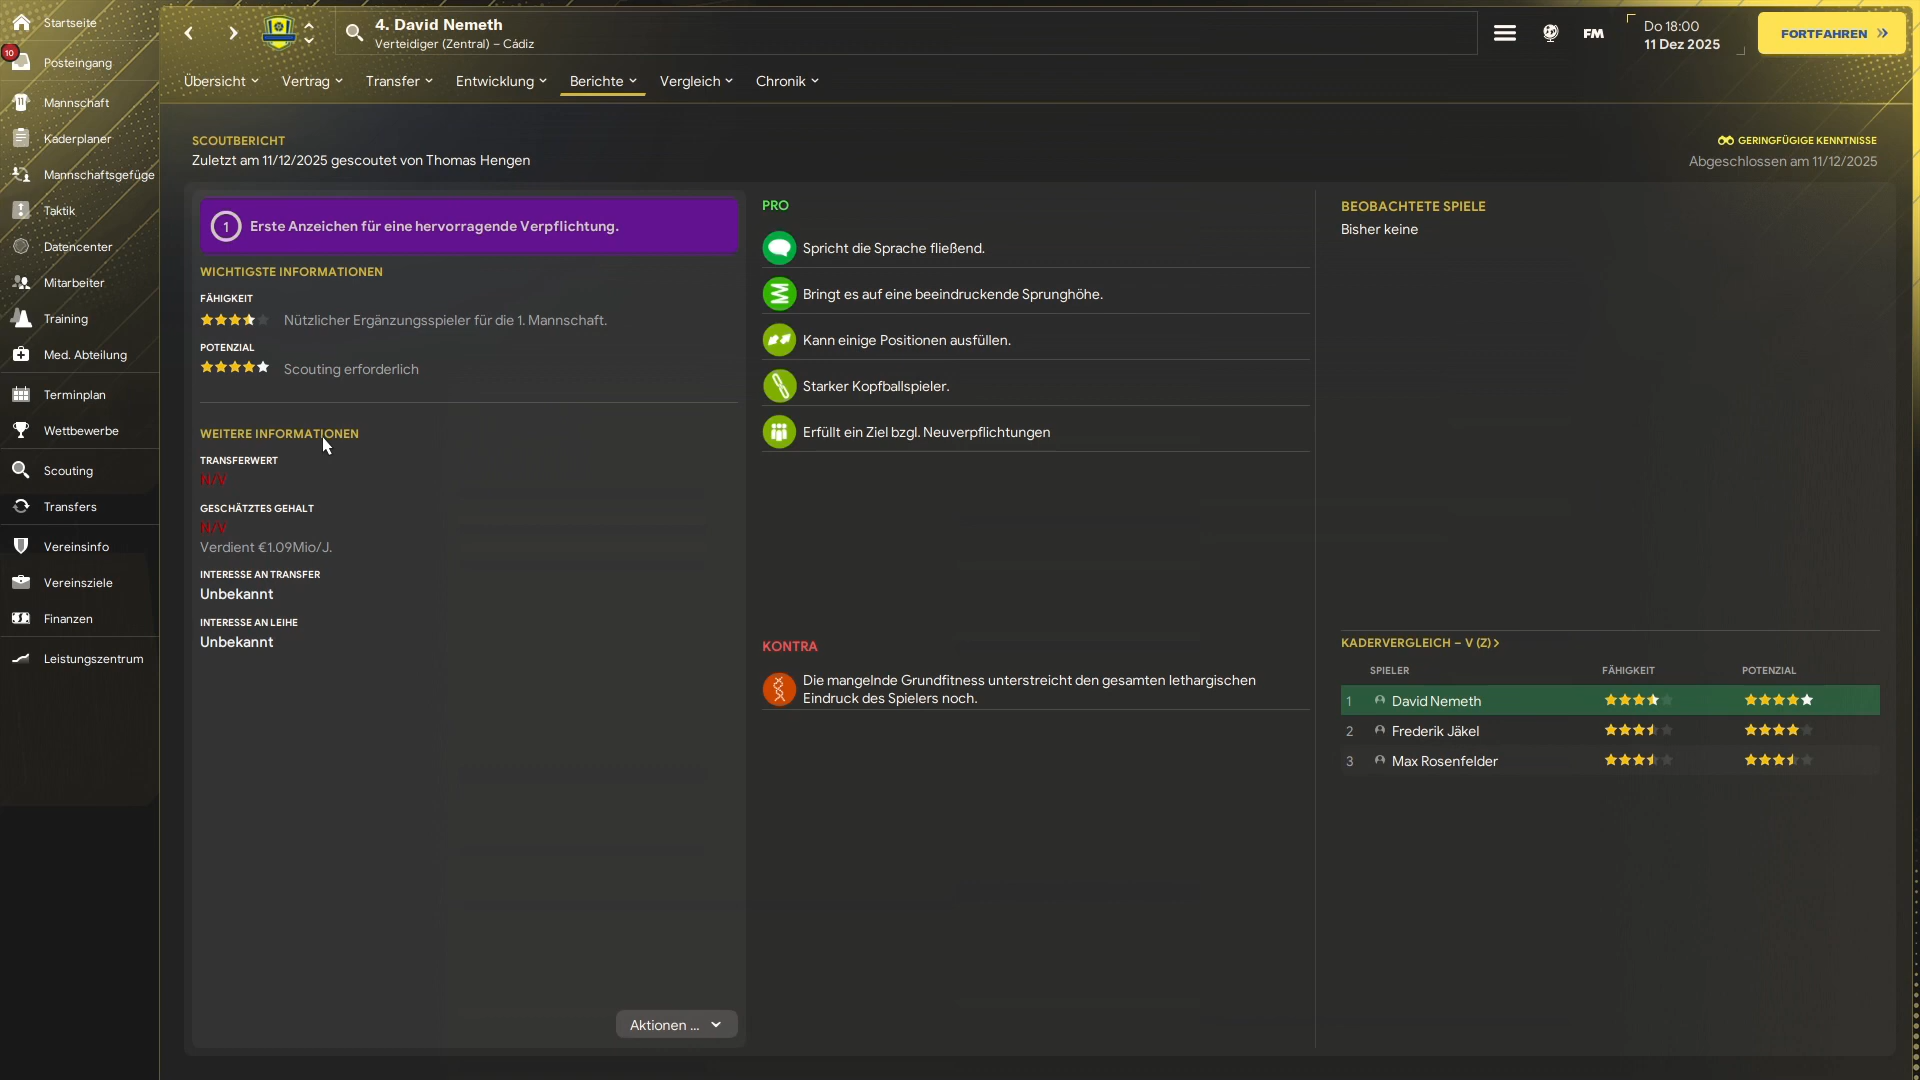 Startseite
10
Posteingang
Mannschaft
Kaderplaner
Mannschaftsgefüge
Taktik
Datencenter
Mitarbeiter
Training
Med. Abteilung
Terminplan
Wettbewerbe
Scouting
Transfers
Vereinsinfo
Vereinsziele
Finanzen
Leistungszentrum
4. David Nemeth
Verteidiger (Zentral) – Cádiz
FM
Do 18:00
11 Dez 2025
FORTFAHREN
Übersicht
Vertrag
Transfer
Entwicklung
Berichte
Vergleich
Chronik
SCOUTBERICHT
Zuletzt am 11/12/2025 gescoutet von Thomas Hengen
GERINGFÜGIGE KENNTNISSE
Abgeschlossen am 11/12/2025
1 Erste Anzeichen für eine hervorragende Verpflichtung.
WICHTIGSTE INFORMATIONEN
FÄHIGKEIT
Nützlicher Ergänzungsspieler für die 1. Mannschaft.
POTENZIAL
Scouting erforderlich
WEITERE INFORMATIONEN
TRANSFERWERT
N/V
GESCHÄTZTES GEHALT
N/V
Verdient €1.09Mio/J.
INTERESSE AN TRANSFER
Unbekannt
INTERESSE AN LEIHE
Unbekannt
Aktionen ...
PRO
Spricht die Sprache fließend.
Bringt es auf eine beeindruckende Sprunghöhe.
Kann einige Positionen ausfüllen.
Starker Kopfballspieler.
Erfüllt ein Ziel bzgl. Neuverpflichtungen
KONTRA
Die mangelnde Grundfitness unterstreicht den gesamten lethargischen
Eindruck des Spielers noch.
BEOBACHTETE SPIELE
Bisher keine
KADERVERGLEICH – V (Z) >
SPIELER FÄHIGKEIT POTENZIAL
1 David Nemeth
2 Frederik Jäkel
3 Max Rosenfelder